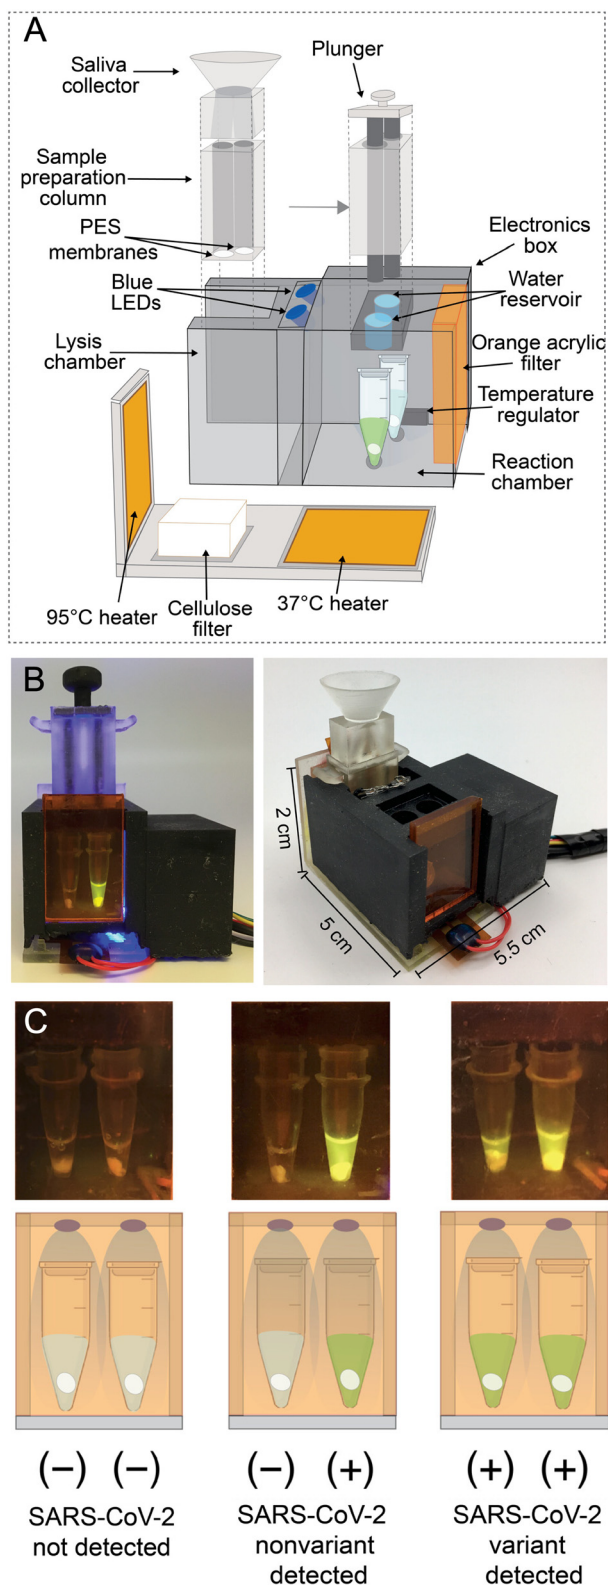 A
Saliva
collector
Plunger
Sample
preparation
column
PES
membranes
Electronics
box
Blue
LEDs
Water
reservoir
Lysis
chamber
Orange acrylic
filter
Temperature
regulator
Reaction
chamber
95°C heater
Cellulose
filter
37°C heater
B
2 cm
5 cm
5.5 cm
C
(−) (−)
SARS-CoV-2
not detected
(−) (+)
SARS-CoV-2
nonvariant
detected
(+) (+)
SARS-CoV-2
variant
detected